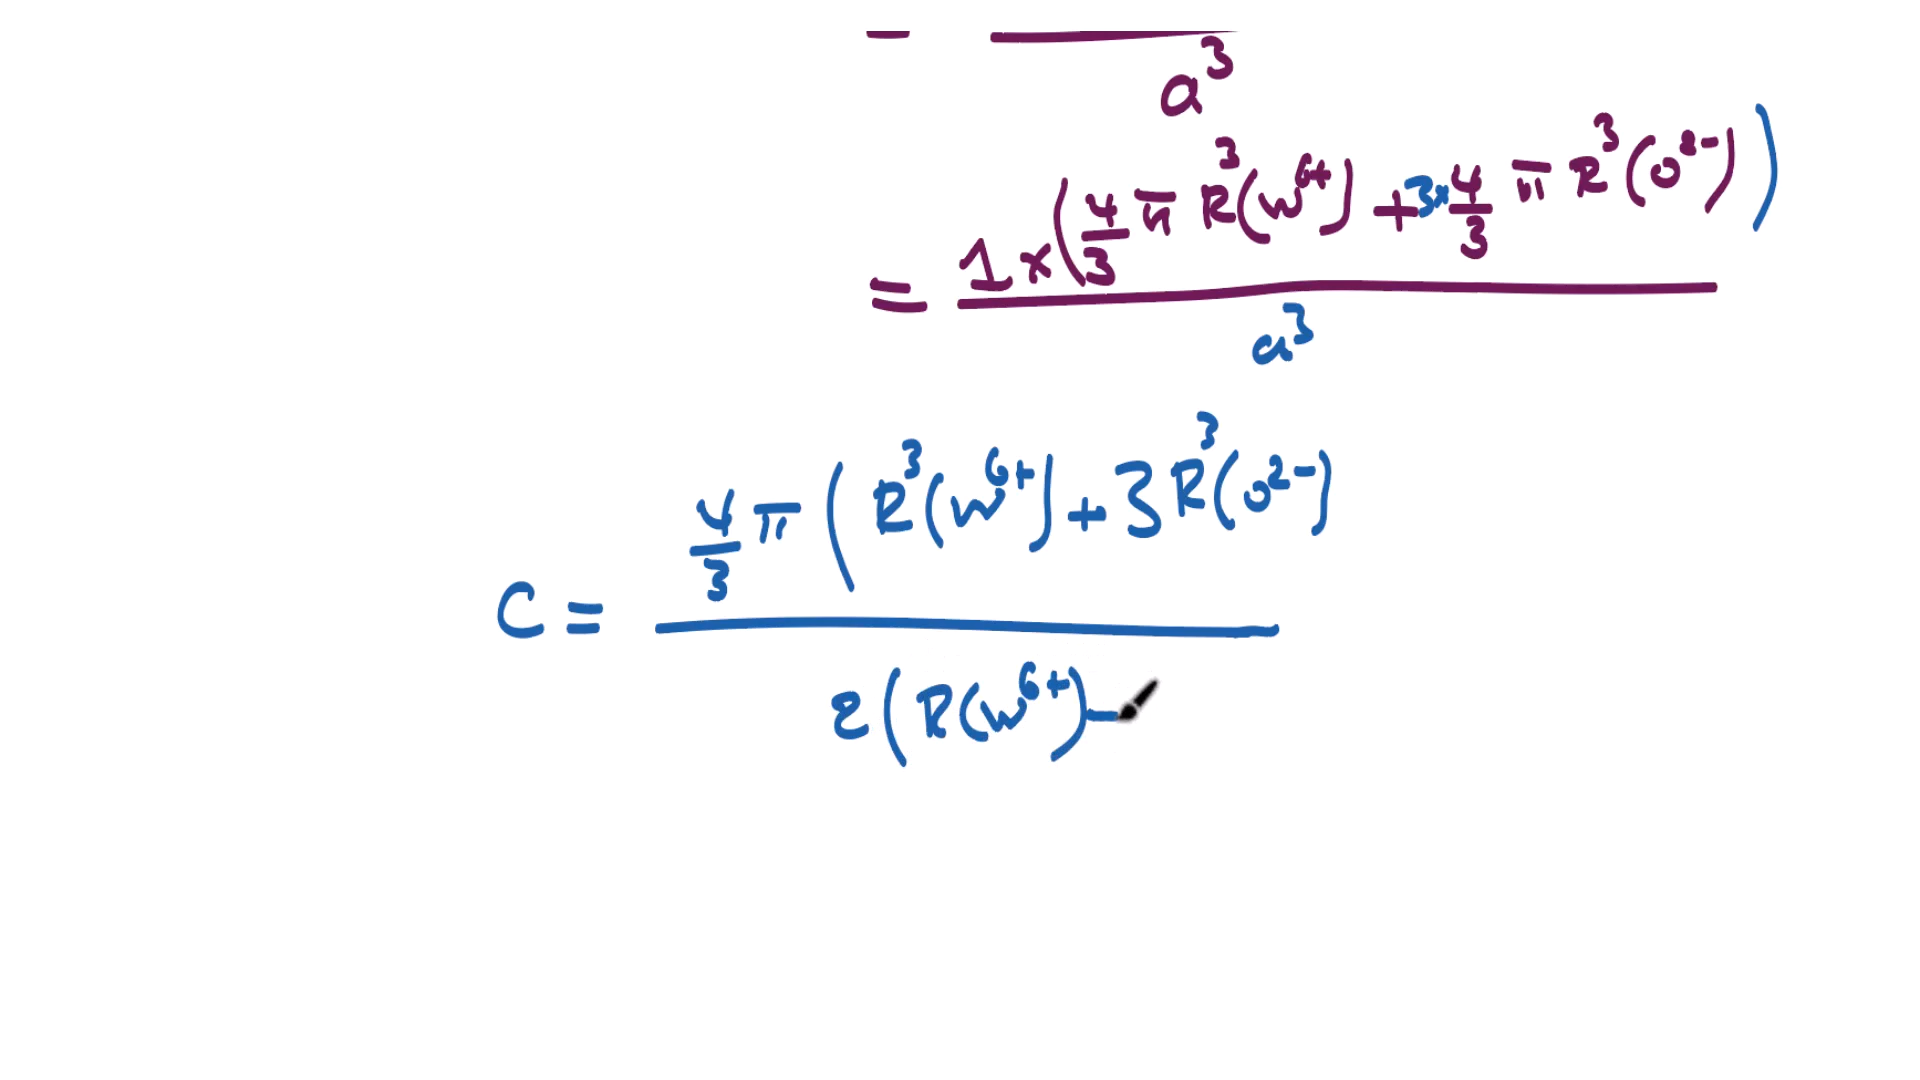 = ――― a³
= 1×(4/3 π R³(W⁶⁺) + 3×4/3 π R³(O²⁻)) / a³
C = 4/3 π ( R³(W⁶⁺) + 3 R³(O²⁻) / 2(R(W⁶⁺) –